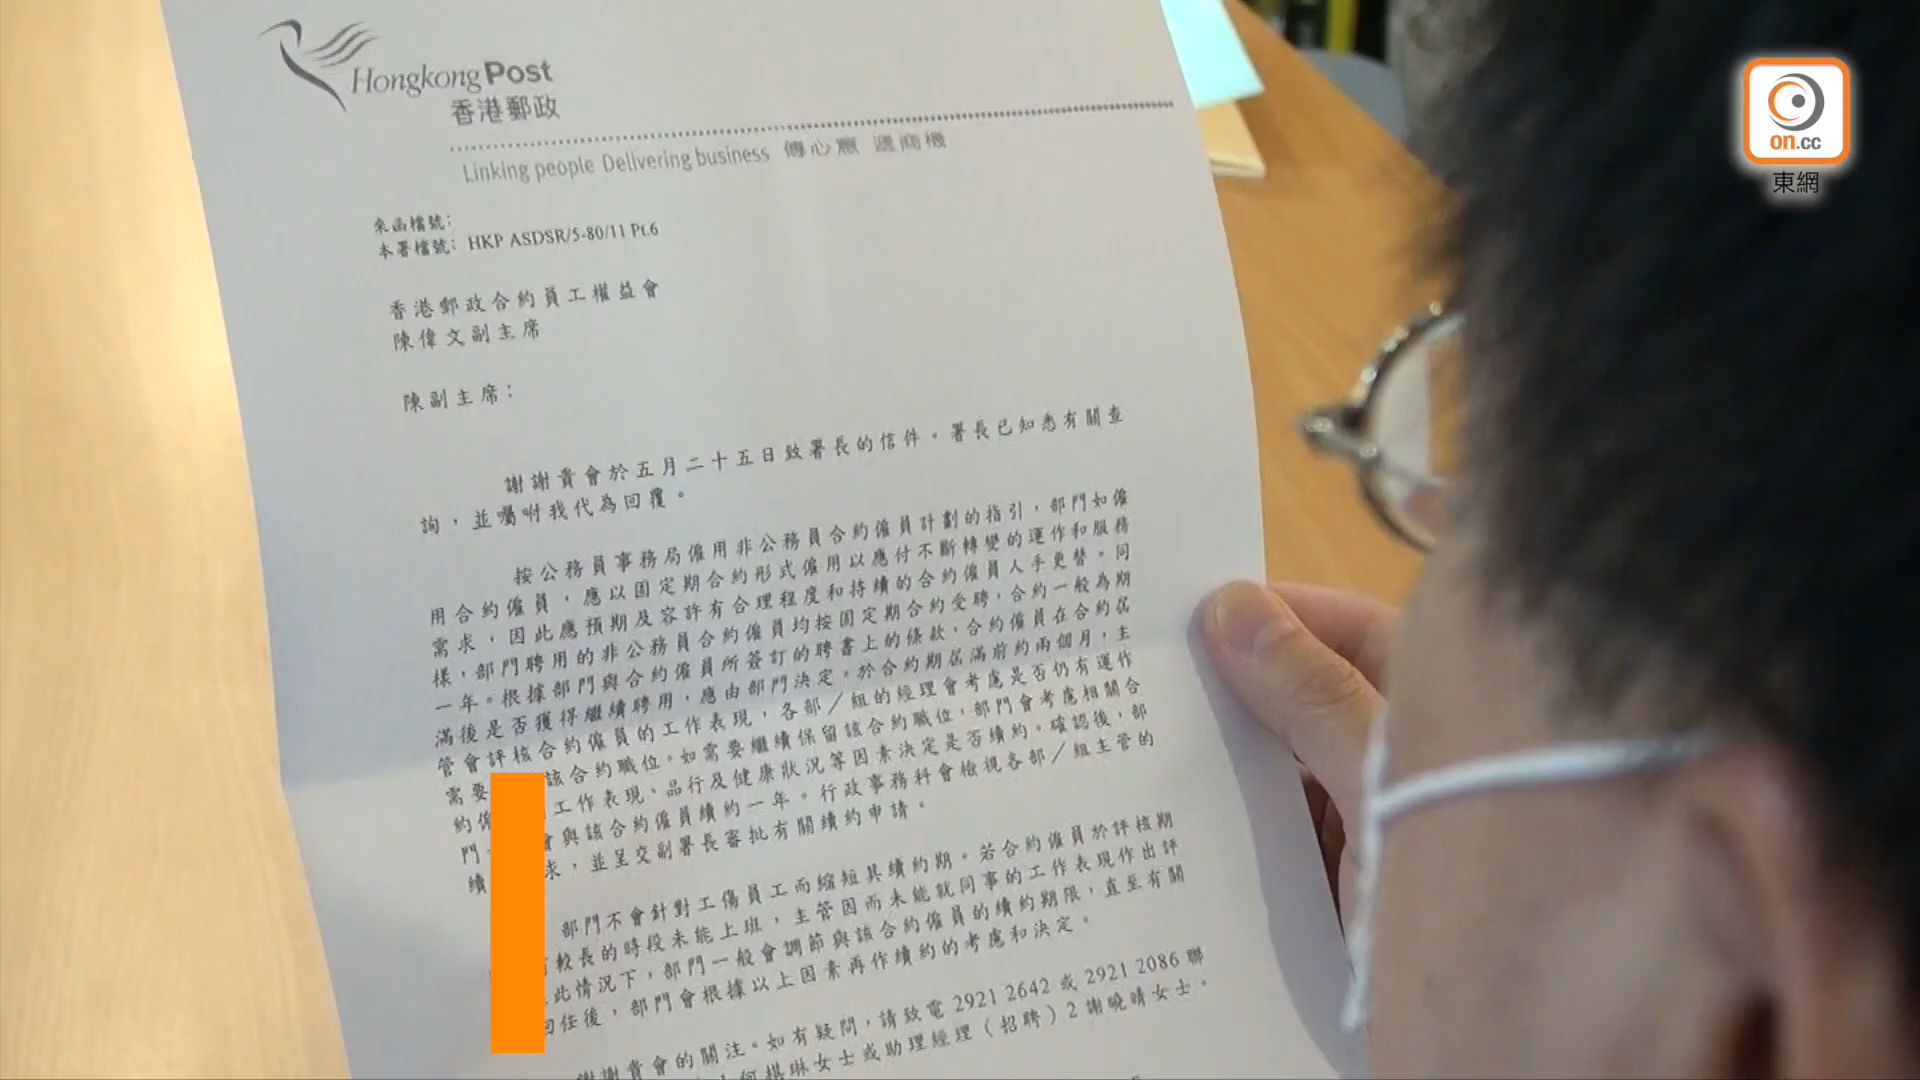 Hongkong Post
香港郵政
Linking people Delivering business 傳心意 遞商機
on.cc
東網
來函檔號：
本署檔號：HKP ASDSR/5-80/11 Pt.6
香港郵政合約員工權益會
陳偉文副主席
陳副主席：
謝謝貴會於五月二十五日致署長的信件。署長已知悉有關查
詢，並囑咐我代為回覆。
按公務員事務局僱用非公務員合約僱員計劃的指引，部門如僱
用合約僱員，應以固定期合約形式僱用以應付不斷轉變的運作和服務
需求，因此應預期及容許有合理程度和持續的合約僱員人手更替。同
樣，部門聘用的非公務員合約僱員均按固定期合約受聘，合約一般為期
一年。根據部門與合約僱員所簽訂的聘書上的條款，合約僱員在合約屆
滿後是否獲得繼續聘用，應由部門決定。於合約期屆滿前約兩個月，主
管會評核合約僱員的工作表現，各部／組的經理會考慮是否仍有運作
需要 該合約職位。如需要繼續保留該合約職位，部門會考慮相關合
約僱 工作表現、品行及健康狀況等因素決定是否續約。確認後，部
門 會與該合約僱員續約一年。行政事務科會檢視各部／組主管的
續 求，並呈交副署長審批有關續約申請。
部門不會針對工傷員工而縮短其續約期。若合約僱員於評核期
較長的時段未能上班，主管因而未能就同事的工作表現作出評
此情況下，部門一般會調節與該合約僱員的續約期限，直至有關
回任後，部門會根據以上因素再作續約的考慮和決定。
謝謝貴會的關注。如有疑問，請致電 2921 2642 或 2921 2086 聯
何祺琳女士或助理經理（招聘）2 謝曉晴女士。